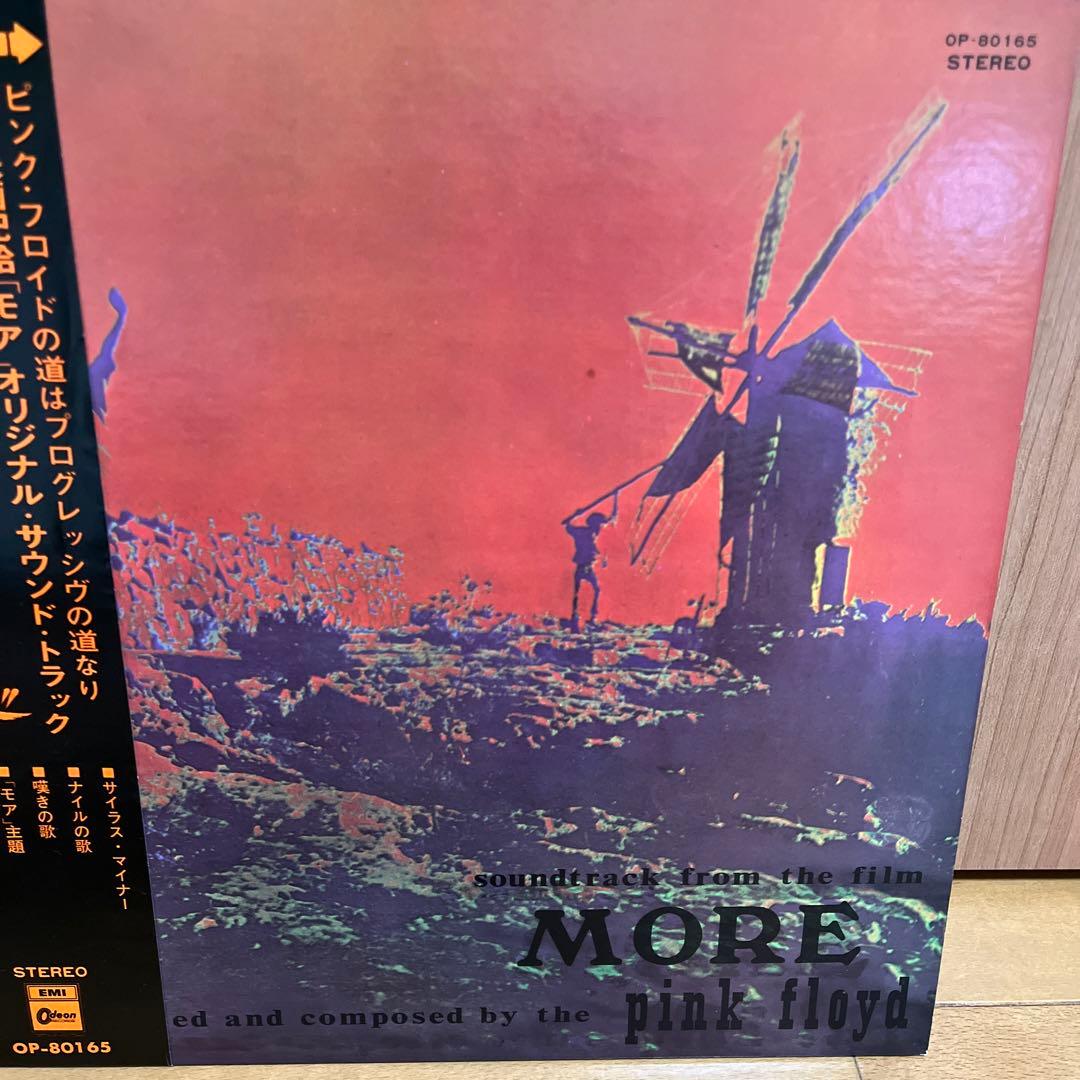 OP-80165
STEREO
ピンク・フロイドの道はプログレッシヴの道なり
「モア」オリジナル・サウンド・トラック
■サイラス・マイナー
■ナイルの歌
■嘆きの歌
■「モア」主題
STEREO
EMI
Odeon
OP-80165
soundtrack from the film
MORE
ed and composed by the pink floyd